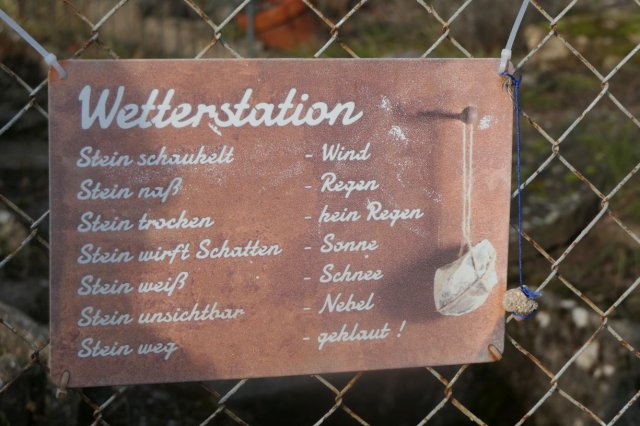 Wetterstation
Stein schaukelt - Wind
Stein naß - Regen
Stein trocken - kein Regen
Stein wirft Schatten - Sonne
Stein weiß - Schnee
Stein unsichtbar - Nebel
Stein weg - geklaut !